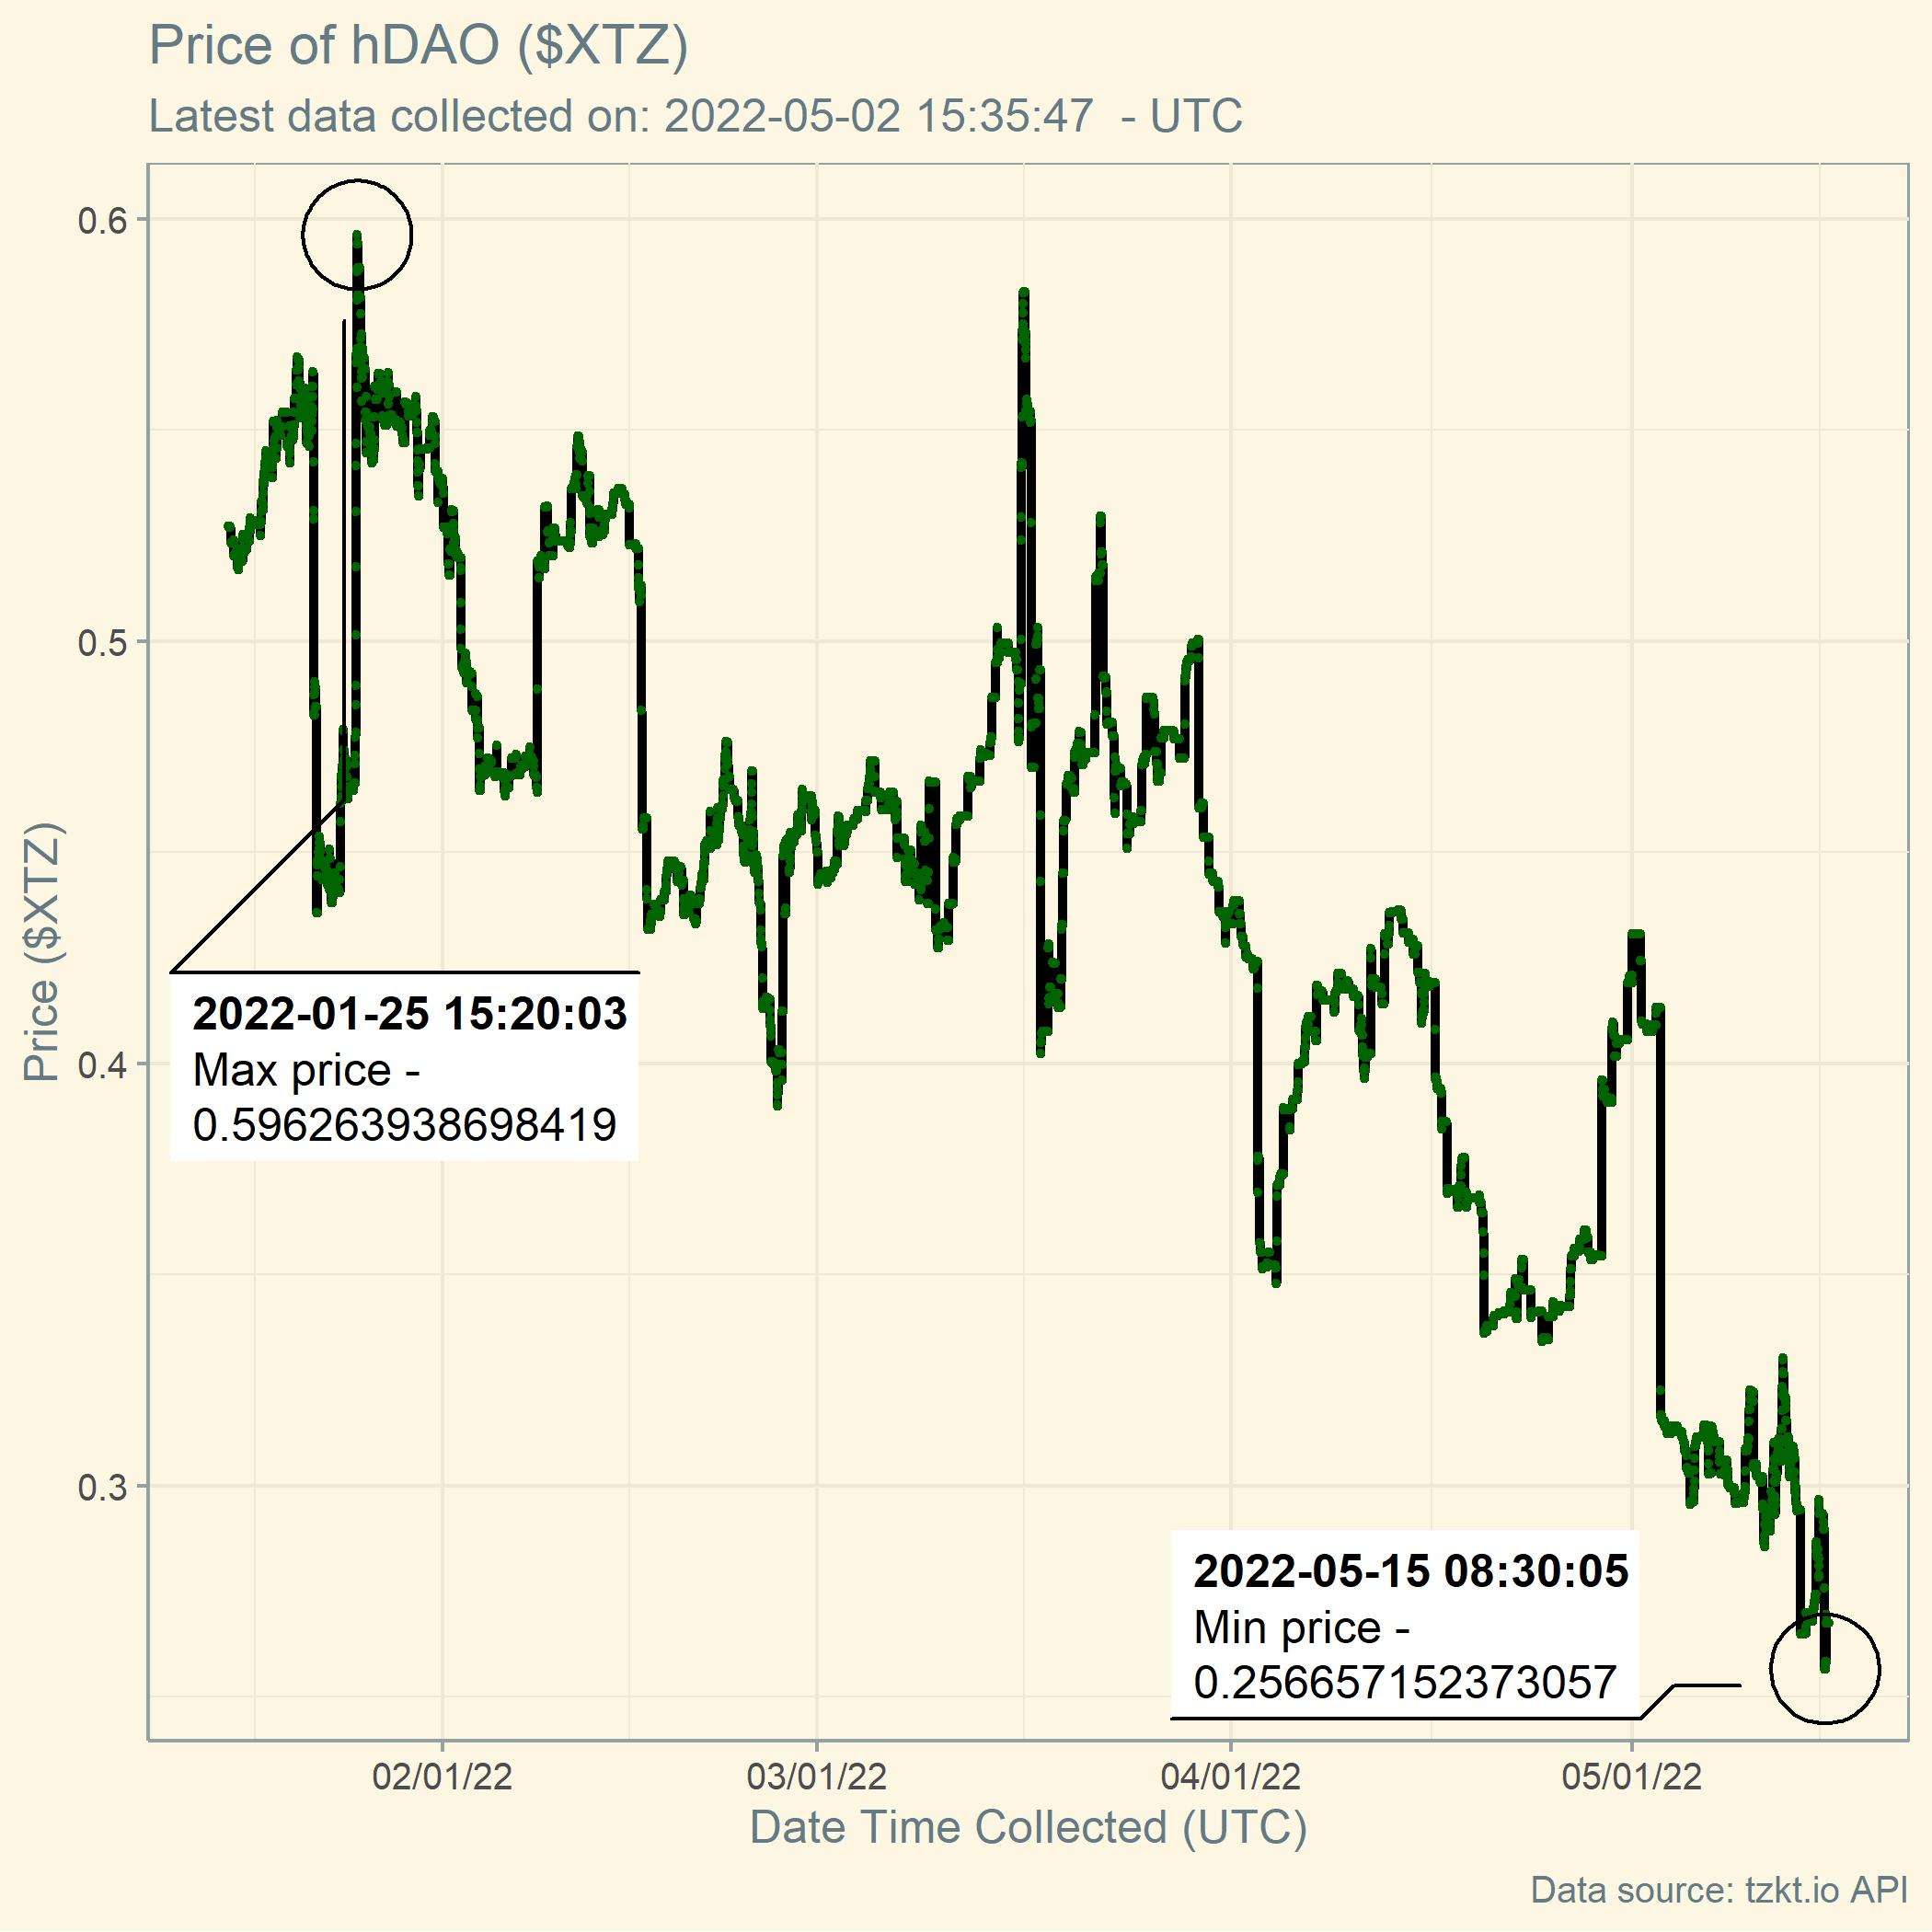 Price of hDAO ($XTZ)
Latest data collected on: 2022-05-02 15:35:47  - UTC
Price ($XTZ)
0.6
0.5
0.4
0.3
2022-01-25 15:20:03
Max price -
0.596263938698419
2022-05-15 08:30:05
Min price -
0.256657152373057
02/01/22
03/01/22
04/01/22
05/01/22
Date Time Collected (UTC)
Data source: tzkt.io API